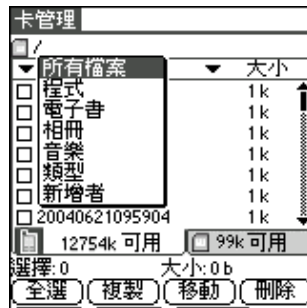 卡管理
/
所有檔案
大小
程式 1k
電子書 1k
相冊 1k
音樂 1k
類型 1k
新增者 1k
20040621095904 1k
12754k 可用 99k 可用
選擇: 0 大小: 0 b
全選 複製 移動 刪除